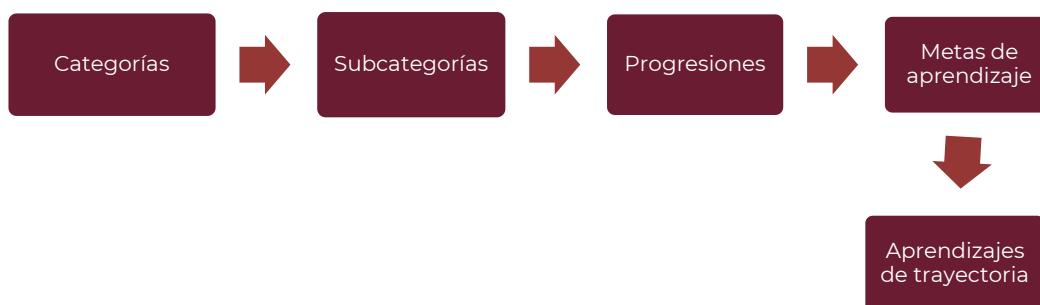 Categorías
Subcategorías
Progresiones
Metas de
aprendizaje
Aprendizajes
de trayectoria